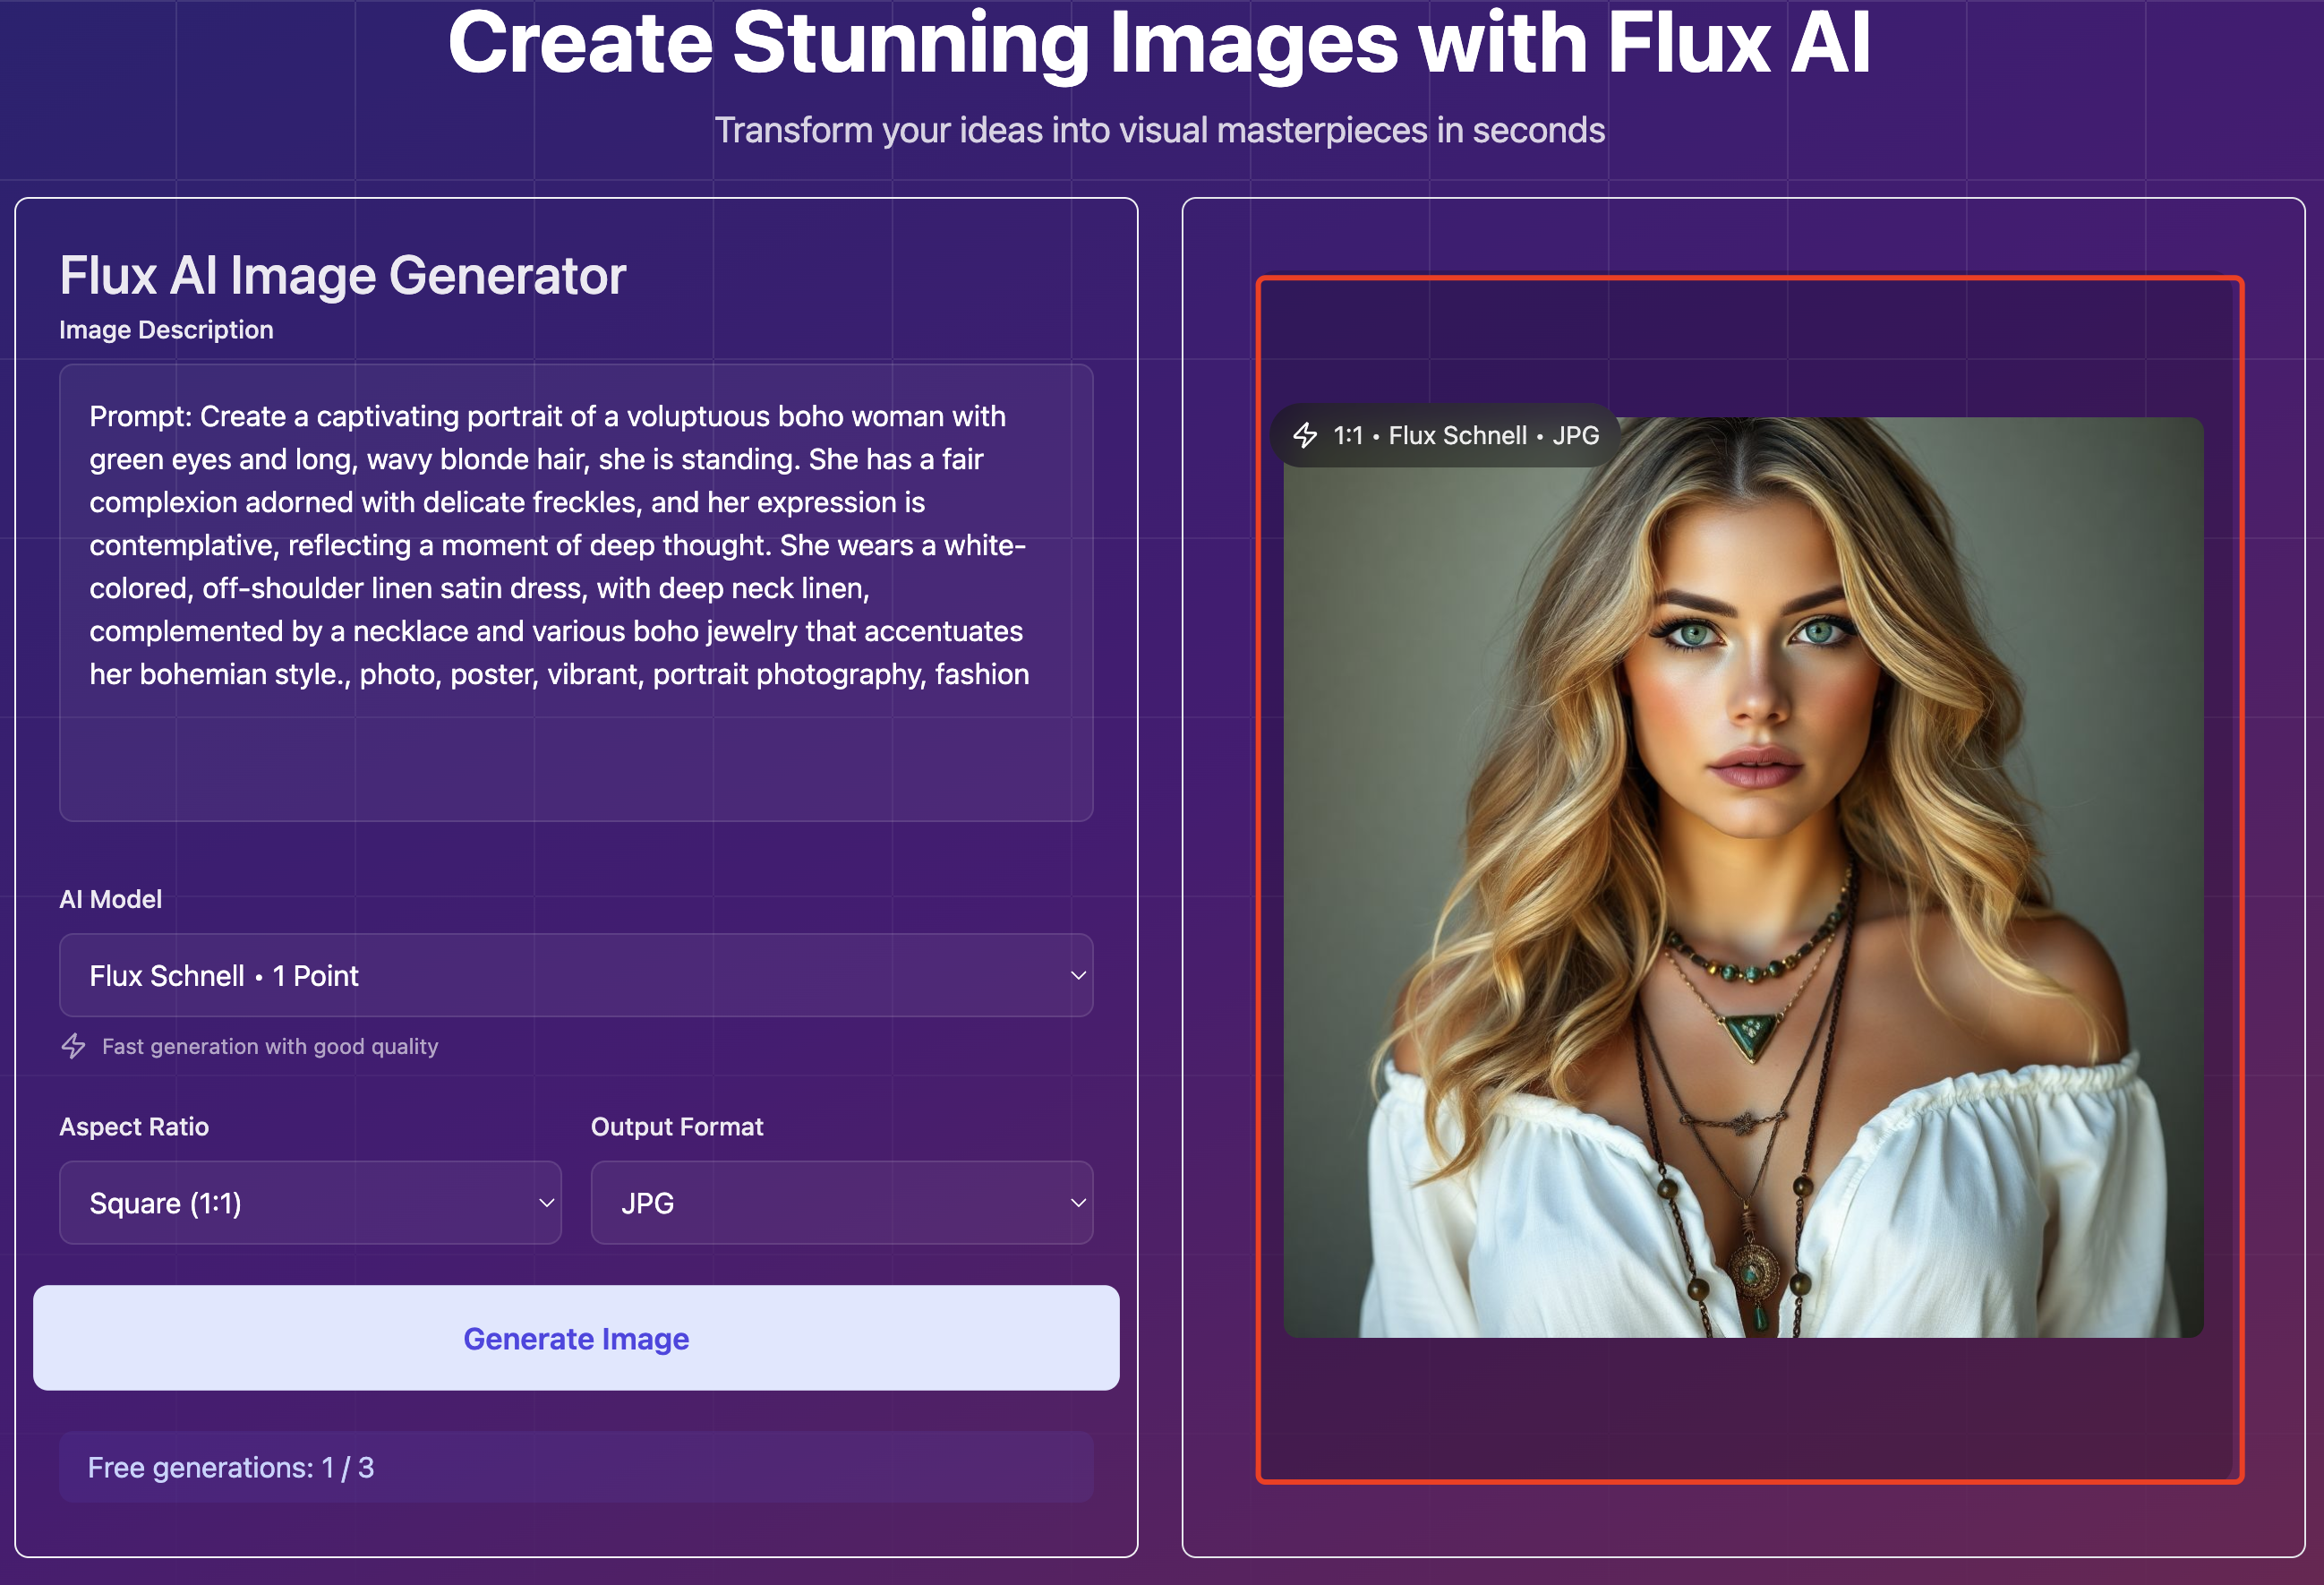 Create Stunning Images with Flux AI
Transform your ideas into visual masterpieces in seconds
Flux AI Image Generator
Image Description
Prompt: Create a captivating portrait of a voluptuous boho woman with
green eyes and long, wavy blonde hair, she is standing. She has a fair
complexion adorned with delicate freckles, and her expression is
contemplative, reflecting a moment of deep thought. She wears a white-
colored, off-shoulder linen satin dress, with deep neck linen,
complemented by a necklace and various boho jewelry that accentuates
her bohemian style., photo, poster, vibrant, portrait photography, fashion
AI Model
Flux Schnell • 1 Point
Fast generation with good quality
Aspect Ratio
Output Format
Square (1:1)
JPG
Generate Image
Free generations: 1 / 3
1:1 • Flux Schnell • JPG